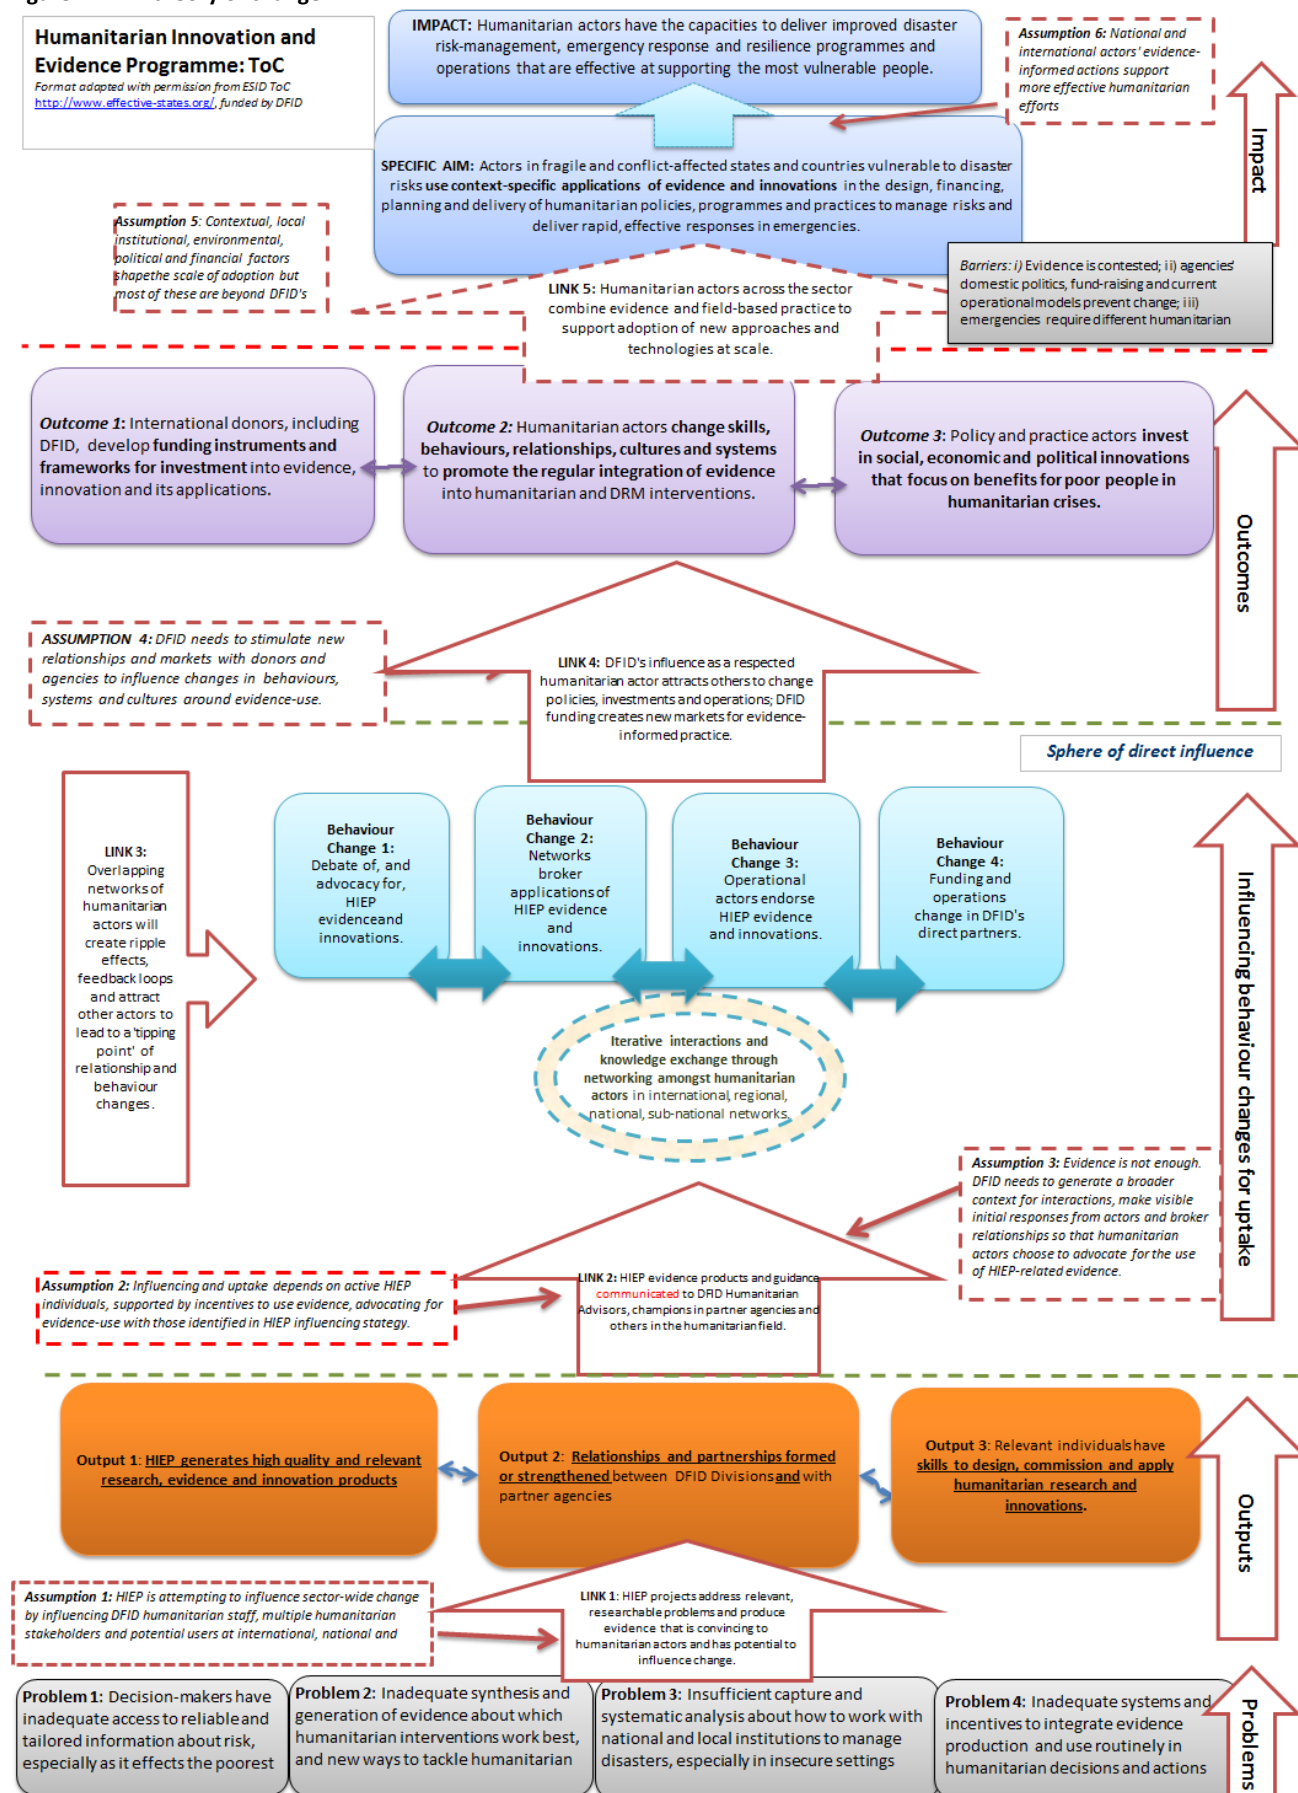 Humanitarian Innovation and
Evidence Programme: ToC
Format adapted with permission from ESID ToC
http://www.effective-states.org/, funded by DFID
IMPACT: Humanitarian actors have the capacities to deliver improved disaster
risk-management, emergency response and resilience programmes and
operations that are effective at supporting the most vulnerable people.
Assumption 6: National and
international actors' evidence-
informed actions support
more effective humanitarian
efforts
Impact
SPECIFIC AIM: Actors in fragile and conflict-affected states and countries vulnerable to disaster
risks use context-specific applications of evidence and innovations in the design, financing,
planning and delivery of humanitarian policies, programmes and practices to manage risks and
deliver rapid, effective responses in emergencies.
Assumption 5: Contextual, local
institutional, environmental,
political and financial factors
shapethe scale of adoption but
most of these are beyond DFID's
LINK 5: Humanitarian actors across the sector
combine evidence and field-based practice to
support adoption of new approaches and
technologies at scale.
Barriers: i) Evidence is contested; ii) agencies'
domestic politics, fund-raising and current
operational models prevent change; iii)
emergencies require different humanitarian
Outcome 1: International donors, including
DFID, develop funding instruments and
frameworks for investment into evidence,
innovation and its applications.
Outcome 2: Humanitarian actors change skills,
behaviours, relationships, cultures and systems
to promote the regular integration of evidence
into humanitarian and DRM interventions.
Outcome 3: Policy and practice actors invest
in social, economic and political innovations
that focus on benefits for poor people in
humanitarian crises.
Outcomes
ASSUMPTION 4: DFID needs to stimulate new
relationships and markets with donors and
agencies to influence changes in behaviours,
systems and cultures around evidence-use.
LINK 4: DFID's influence as a respected
humanitarian actor attracts others to change
policies, investments and operations; DFID
funding creates new markets for evidence-
informed practice.
Sphere of direct influence
LINK 3:
Overlapping
networks of
humanitarian
actors will
create ripple
effects,
feedback loops
and attract
other actors to
lead to a 'tipping
point' of
relationship and
behaviour
changes.
Behaviour
Change 1:
Debate of, and
advocacy for,
HIEP
evidenceand
innovations.
Behaviour
Change 2:
Networks
broker
applications of
HIEP evidence
and
innovations.
Behaviour
Change 3:
Operational
actors endorse
HIEP evidence
and innovations.
Behaviour
Change 4:
Funding and
operations
change in DFID's
direct partners.
Influencing behaviour changes for uptake
Iterative interactions and
knowledge exchange through
networking amongst humanitarian
actors in international, regional,
national, sub-national networks.
Assumption 3: Evidence is not enough.
DFID needs to generate a broader
context for interactions, make visible
initial responses from actors and broker
relationships so that humanitarian
actors choose to advocate for the use
of HIEP-related evidence.
Assumption 2: Influencing and uptake depends on active HIEP
individuals, supported by incentives to use evidence, advocating for
evidence-use with those identified in HIEP influencing stategy.
LINK 2: HIEP evidence products and guidance
communicated to DFID Humanitarian
Advisors, champions in partner agencies and
others in the humanitarian field.
Output 1: HIEP generates high quality and relevant
research, evidence and innovation products
Output 2: Relationships and partnerships formed
or strengthened between DFID Divisions and with
partner agencies
Output 3: Relevant individuals have
skills to design, commission and apply
humanitarian research and
innovations.
Outputs
Assumption 1: HIEP is attempting to influence sector-wide change
by influencing DFID humanitarian staff, multiple humanitarian
stakeholders and potential users at international, national and
LINK 1: HIEP projects address relevant,
researchable problems and produce
evidence that is convincing to
humanitarian actors and has potential to
influence change.
Problem 1: Decision-makers have
inadequate access to reliable and
tailored information about risk,
especially as it effects the poorest
Problem 2: Inadequate synthesis and
generation of evidence about which
humanitarian interventions work best,
and new ways to tackle humanitarian
Problem 3: Insufficient capture and
systematic analysis about how to work with
national and local institutions to manage
disasters, especially in insecure settings
Problem 4: Inadequate systems and
incentives to integrate evidence
production and use routinely in
humanitarian decisions and actions
Problems